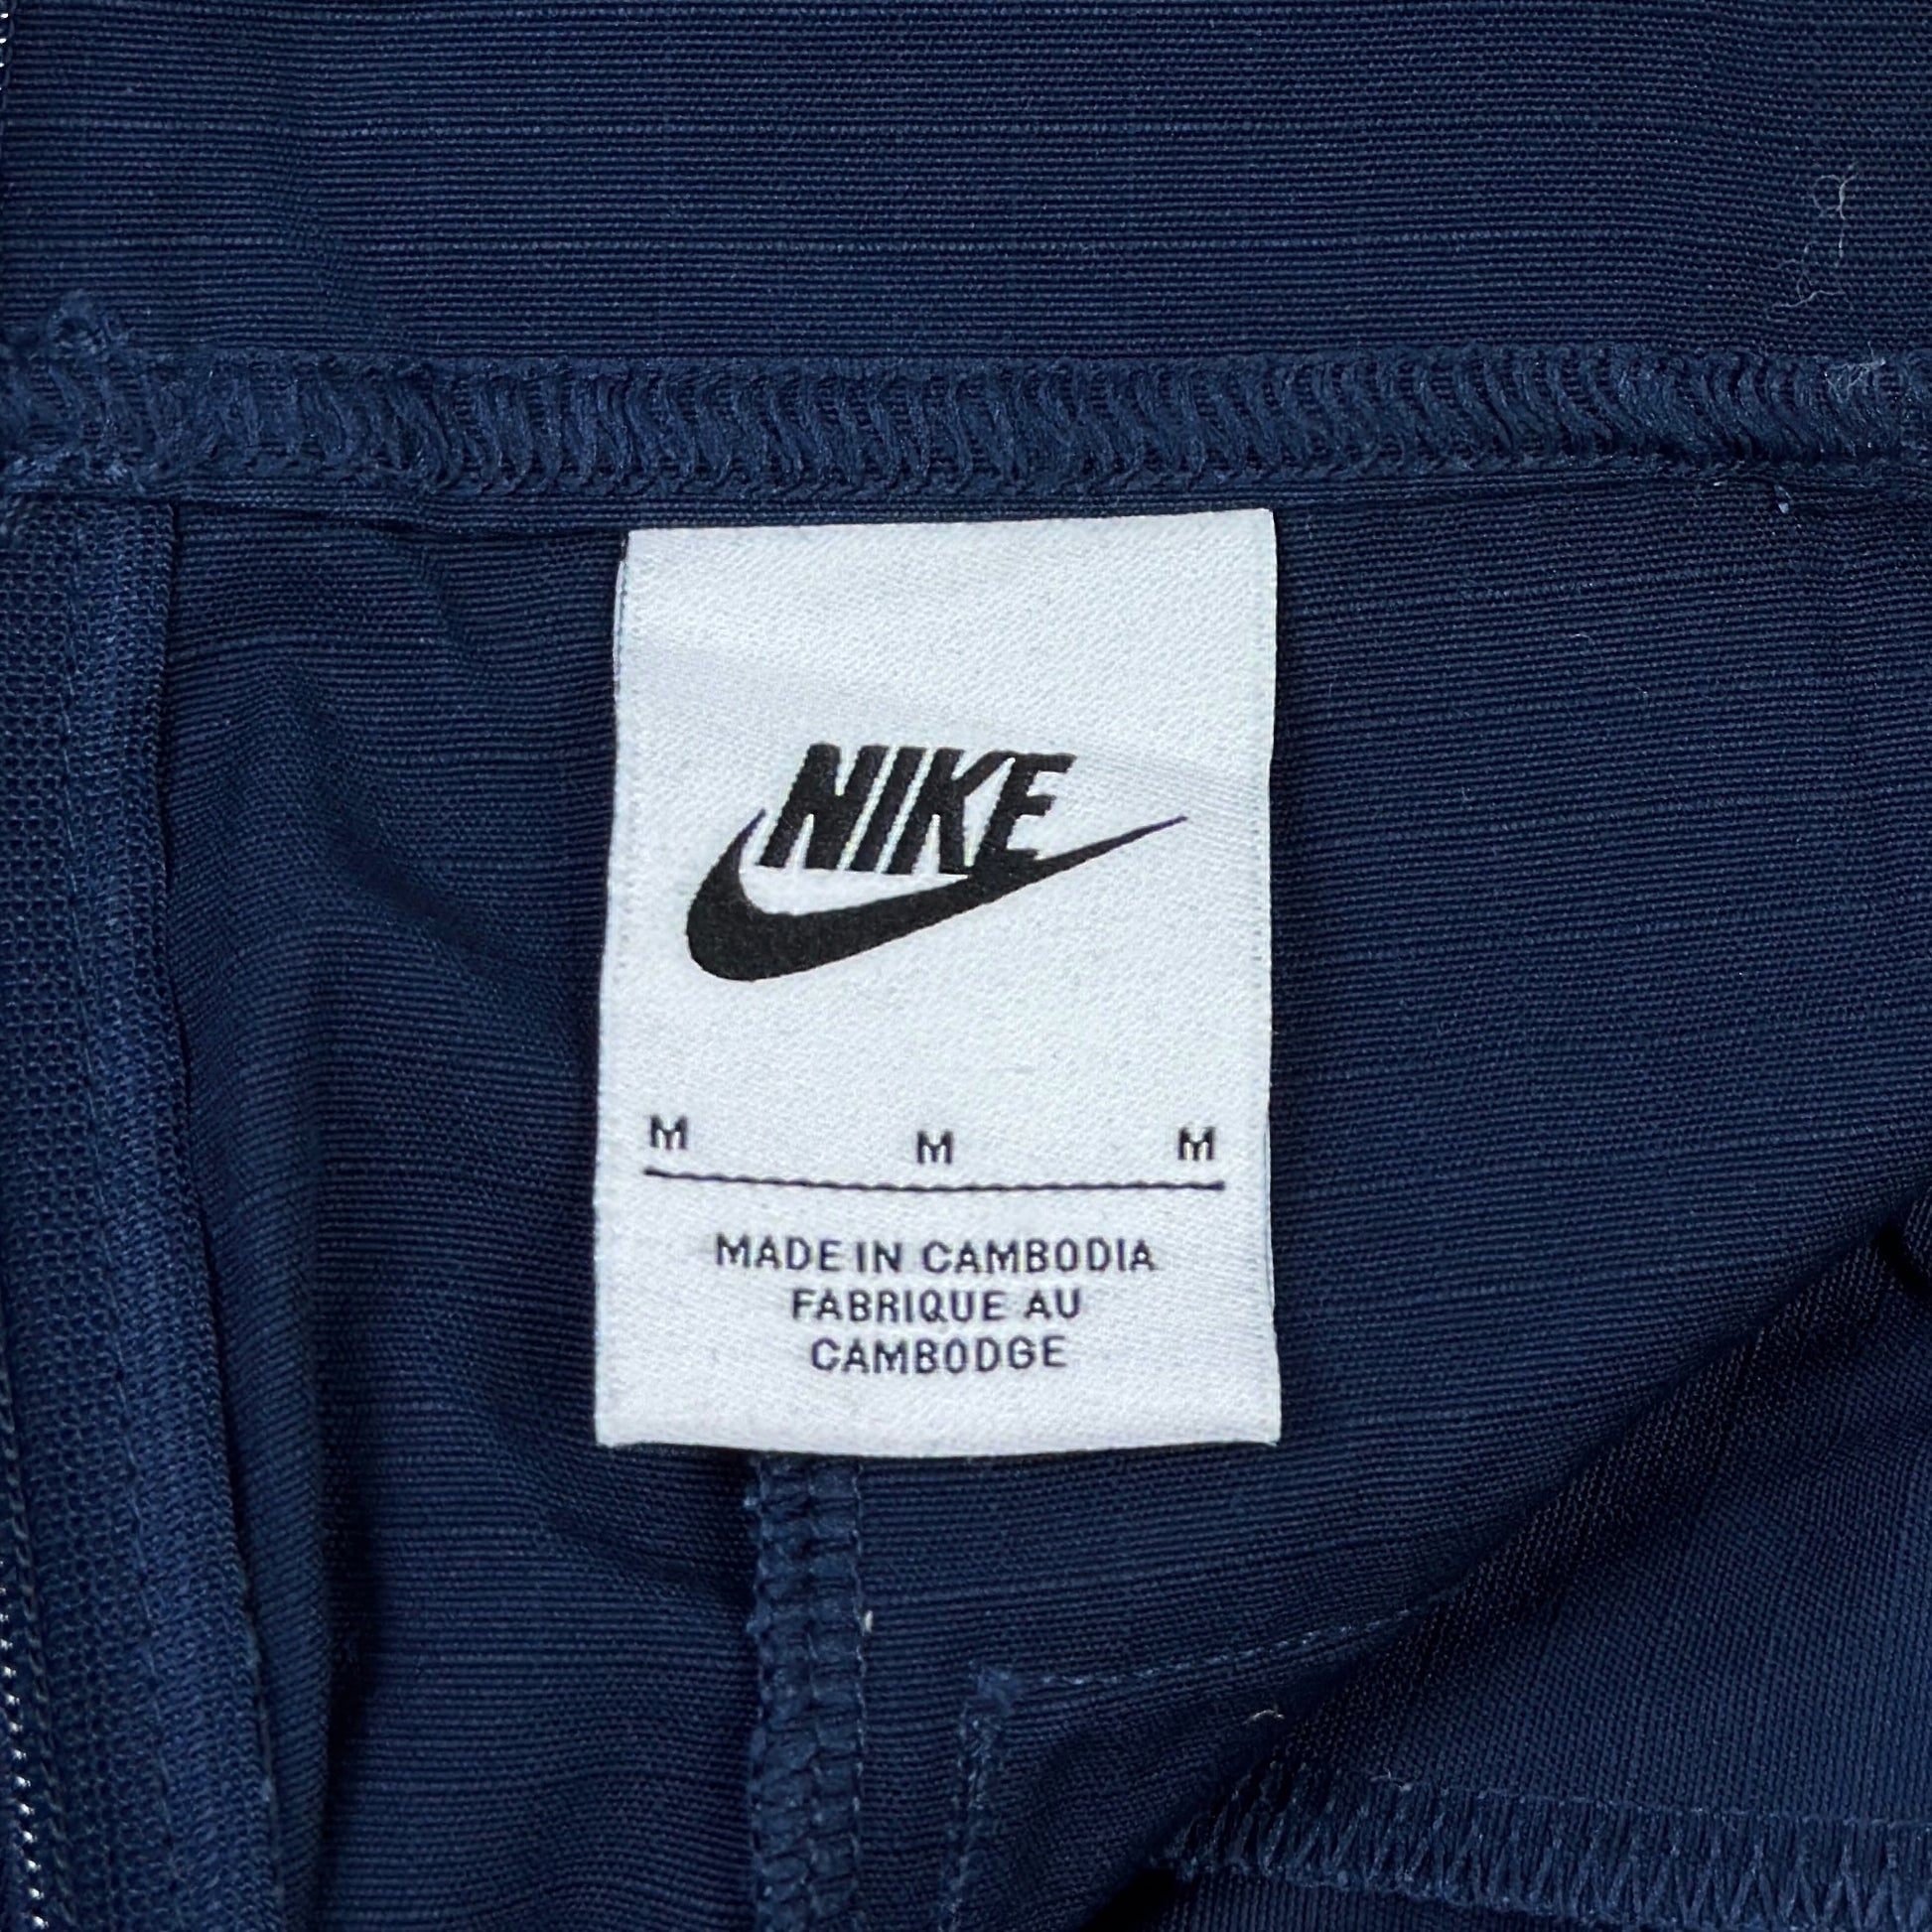 NIKE
M M M
MADE IN CAMBODIA
FABRIQUE AU
CAMBODGE